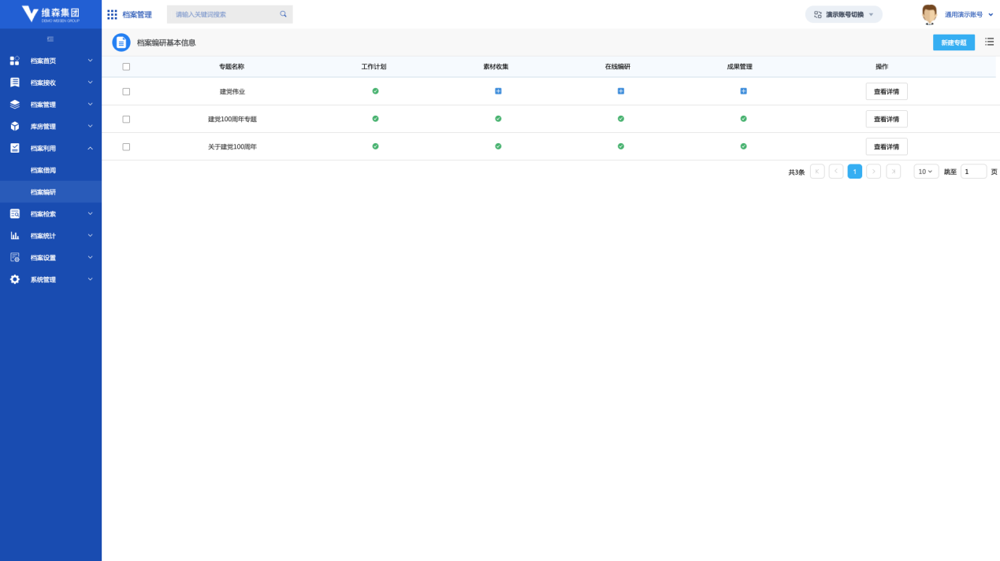 维森集团
DEMO WEISEN GROUP
档案管理
请输入关键词搜索
演示账号切换
通用演示账号
档案编研基本信息
新建专题
档案首页
档案接收
档案管理
库房管理
档案利用
档案借阅
档案编研
档案检索
档案统计
档案设置
系统管理
专题名称 工作计划 素材收集 在线编研 成果管理 操作
建党伟业 查看详情
建党100周年专题 查看详情
关于建党100周年 查看详情
共3条 1 10 跳至 1 页